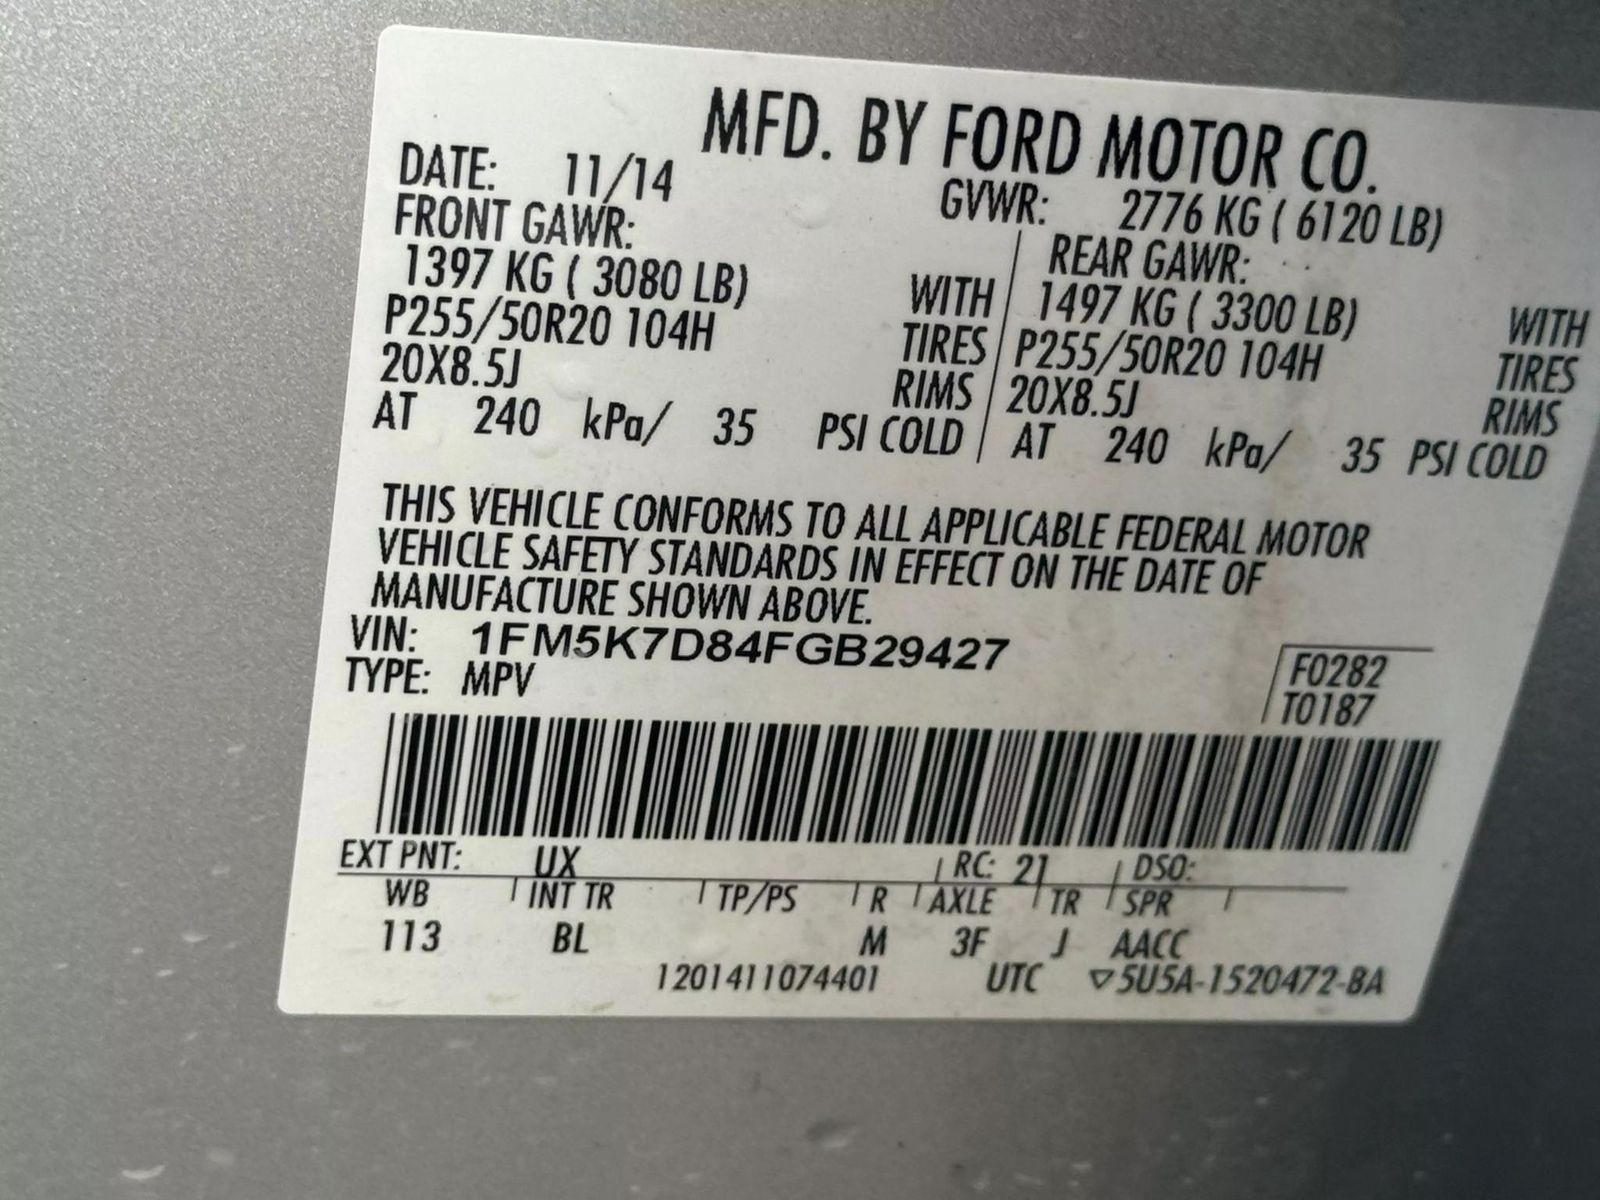 MFD. BY FORD MOTOR CO.
DATE: 11/14 GVWR: 2776 KG ( 6120 LB)
FRONT GAWR: REAR GAWR:
1397 KG ( 3080 LB) WITH 1497 KG ( 3300 LB) WITH
P255/50R20 104H TIRES P255/50R20 104H TIRES
20X8.5J RIMS 20X8.5J RIMS
AT 240 kPa/ 35 PSI COLD AT 240 kPa/ 35 PSI COLD
THIS VEHICLE CONFORMS TO ALL APPLICABLE FEDERAL MOTOR
VEHICLE SAFETY STANDARDS IN EFFECT ON THE DATE OF
MANUFACTURE SHOWN ABOVE.
VIN: 1FM5K7D84FGB29427 F0282
TYPE: MPV T0187
EXT PNT: UX RC: 21 DSO:
WB INT TR TP/PS R AXLE TR SPR
113 BL M 3F J AACC
1201411074401 UTC ▽5U5A-1520472-BA